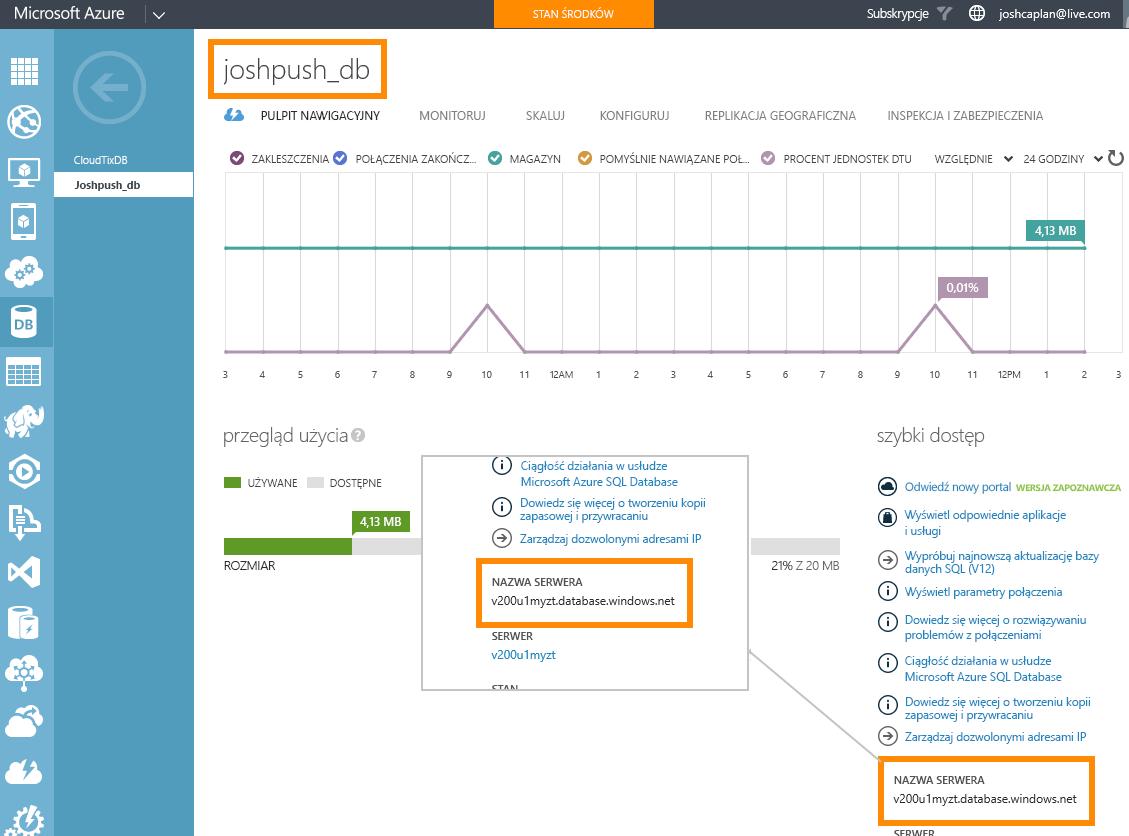 Microsoft Azure
STAN ŚRODKÓW
Subskrypcje
joshcaplan@live.com
CloudTixDB
Joshpush_db
DB
joshpush_db
PULPIT NAWIGACYJNY MONITORUJ SKALUJ KONFIGURUJ REPLIKACJA GEOGRAFICZNA INSPEKCJA I ZABEZPIECZENIA
ZAKLESZCZENIA POŁĄCZENIA ZAKOŃCZ... MAGAZYN POMYŚLNIE NAWIĄZANE POŁ... PROCENT JEDNOSTEK DTU WZGLĘDNIE 24 GODZINY
4,13 MB
0,01%
3 4 5 6 7 8 9 10 11 12AM 1 2 3 4 5 6 7 8 9 10 11 12PM 1 2 3
przegląd użycia
UŻYWANE DOSTĘPNE
4,13 MB
ROZMIAR
21% Z 20 MB
Ciągłość działania w usłudze
Microsoft Azure SQL Database
Dowiedz się więcej o tworzeniu kopii
zapasowej i przywracaniu
Zarządzaj dozwolonymi adresami IP
NAZWA SERWERA
v200u1myzt.database.windows.net
SERWER
v200u1myzt
STAN
szybki dostęp
Odwiedź nowy portal WERSJA ZAPOZNAWCZA
Wyświetl odpowiednie aplikacje
i usługi
Wypróbuj najnowszą aktualizację bazy
danych SQL (V12)
Wyświetl parametry połączenia
Dowiedz się więcej o rozwiązywaniu
problemów z połączeniami
Ciągłość działania w usłudze
Microsoft Azure SQL Database
Dowiedz się więcej o tworzeniu kopii
zapasowej i przywracaniu
Zarządzaj dozwolonymi adresami IP
NAZWA SERWERA
v200u1myzt.database.windows.net
SERWER